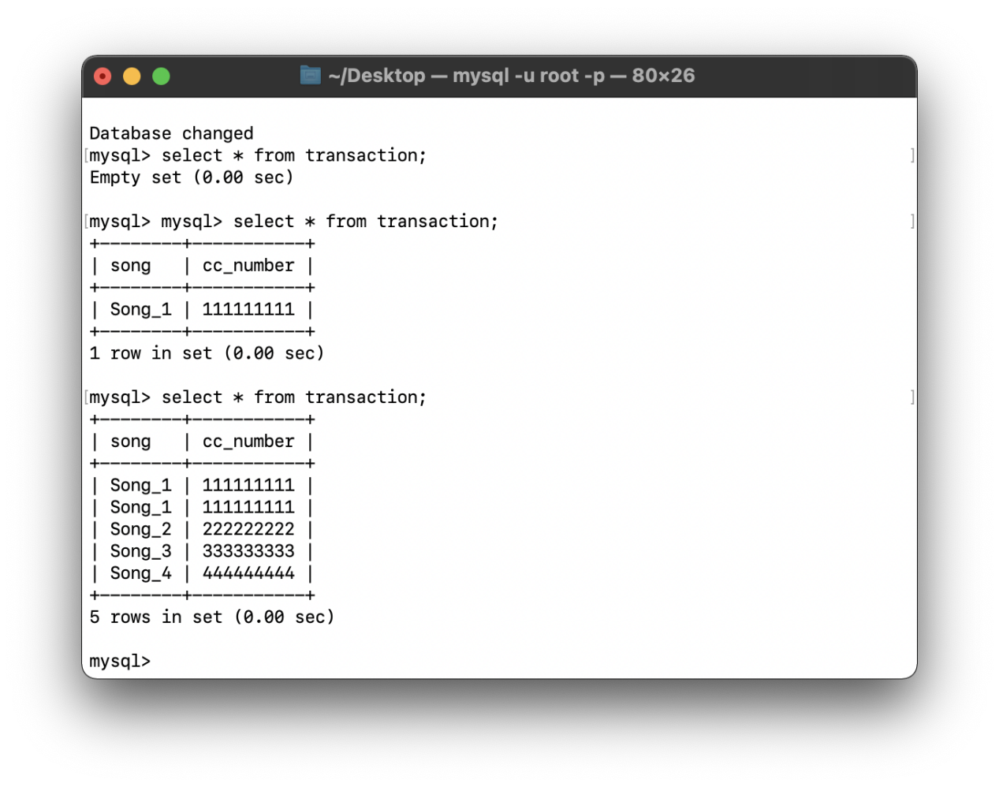 ~/Desktop — mysql -u root -p — 80×26
Database changed
[mysql> select * from transaction; ]
Empty set (0.00 sec)
[mysql> mysql> select * from transaction; ]
+--------+-----------+
| song   | cc_number |
+--------+-----------+
| Song_1 | 111111111 |
+--------+-----------+
1 row in set (0.00 sec)
[mysql> select * from transaction; ]
+--------+-----------+
| song   | cc_number |
+--------+-----------+
| Song_1 | 111111111 |
| Song_1 | 111111111 |
| Song_2 | 222222222 |
| Song_3 | 333333333 |
| Song_4 | 444444444 |
+--------+-----------+
5 rows in set (0.00 sec)
mysql>